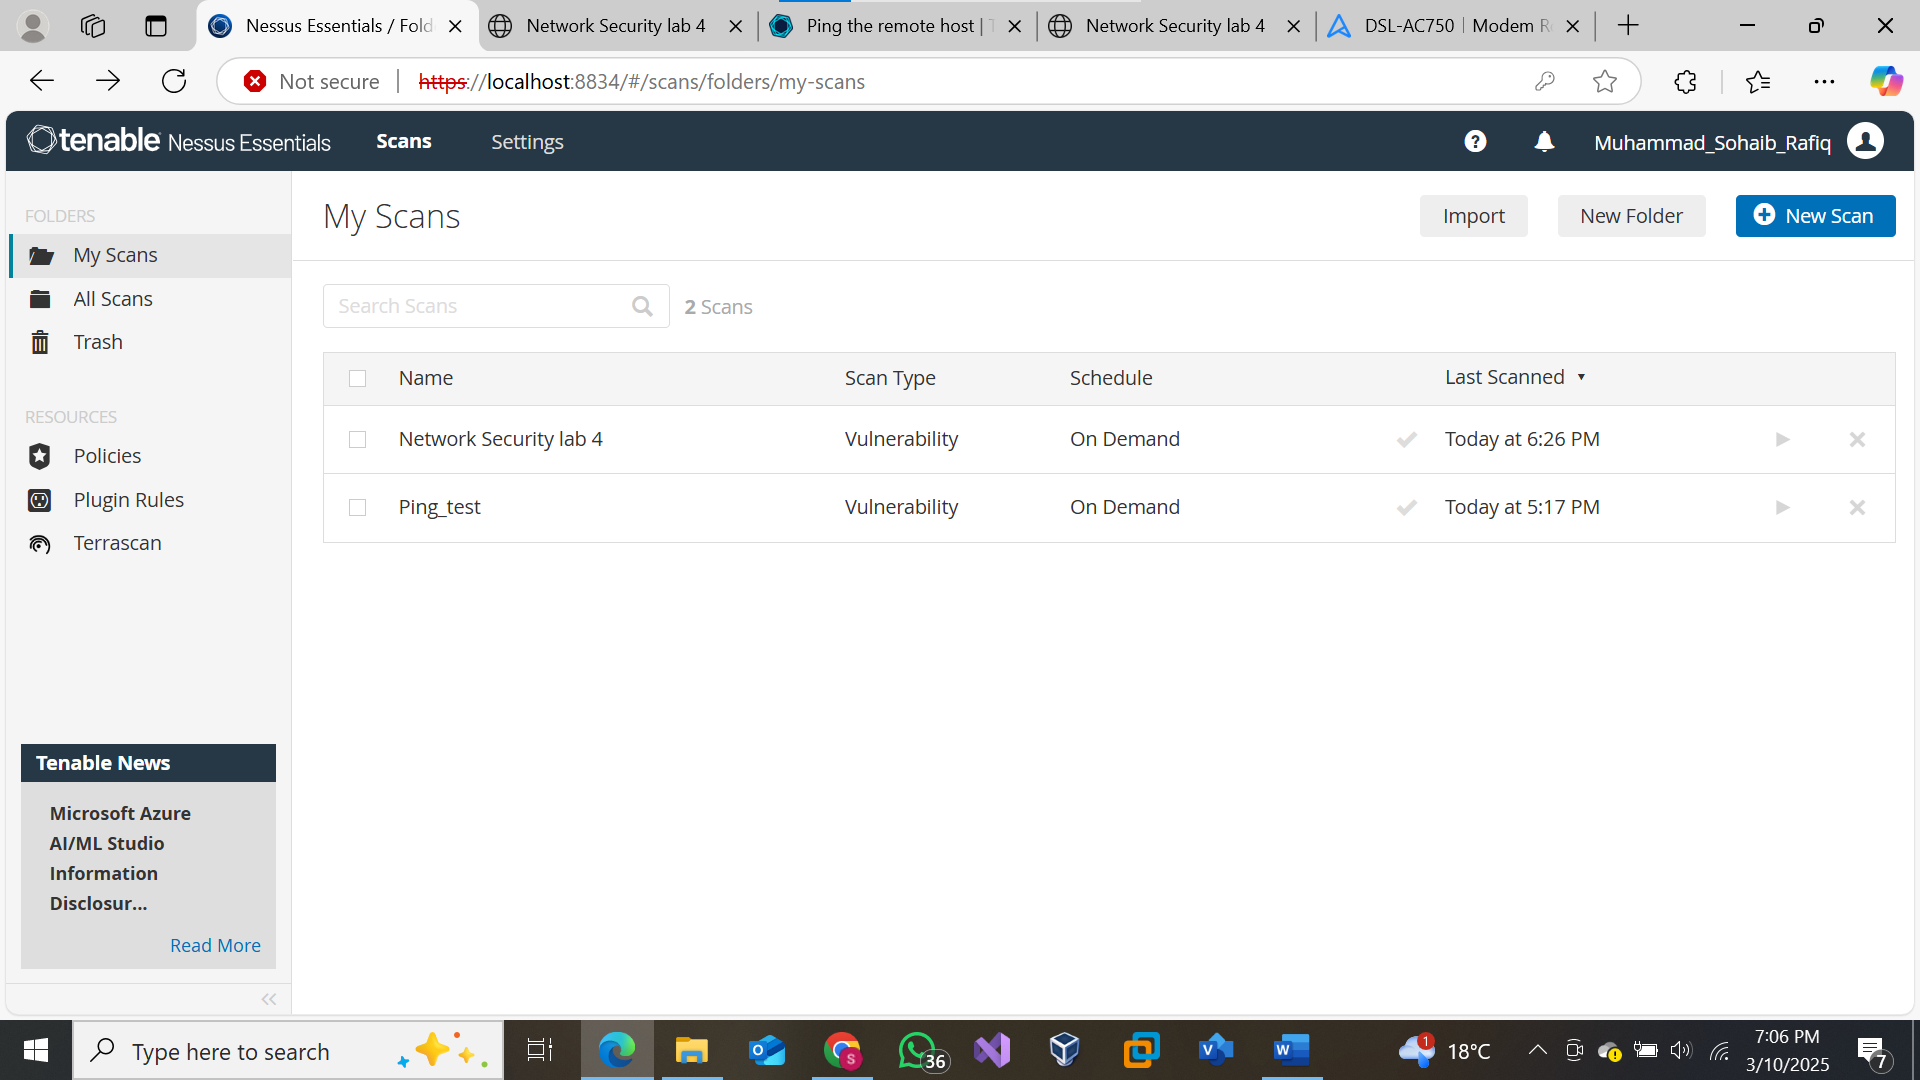 Nessus Essentials / Fold
Network Security lab 4
Ping the remote host | T
Network Security lab 4
DSL-AC750 | Modem R
Not secure
https://localhost:8834/#/scans/folders/my-scans
tenable Nessus Essentials
Scans
Settings
Muhammad_Sohaib_Rafiq
FOLDERS
My Scans
All Scans
Trash
RESOURCES
Policies
Plugin Rules
Terrascan
Tenable News
Microsoft Azure
AI/ML Studio
Information
Disclosur...
Read More
My Scans
Import
New Folder
New Scan
Search Scans
2 Scans
Name Scan Type Schedule Last Scanned
Network Security lab 4 Vulnerability On Demand Today at 6:26 PM
Ping_test Vulnerability On Demand Today at 5:17 PM
Type here to search
36
1
18°C
7:06 PM
3/10/2025
7